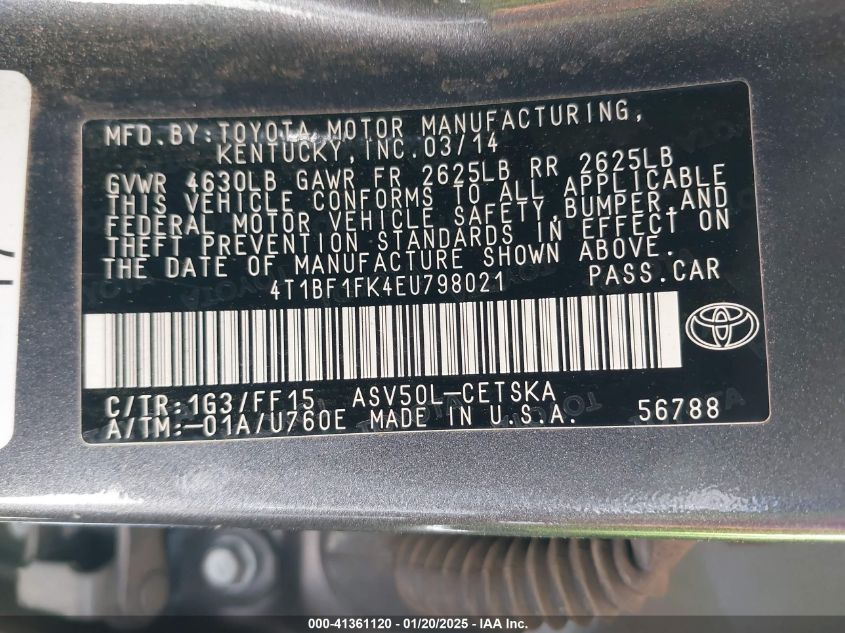 MFD.BY:TOYOTA MOTOR MANUFACTURING,
KENTUCKY,INC.03/14
GVWR 4630LB GAWR FR 2625LB RR 2625LB
THIS VEHICLE CONFORMS TO ALL APPLICABLE
FEDERAL MOTOR VEHICLE SAFETY,BUMPER,AND
THEFT PREVENTION STANDARDS IN EFFECT ON
THE DATE OF MANUFACTURE SHOWN ABOVE.
4T1BF1FK4EU798021 PASS.CAR
C/TR:1G3/FF15 ASV50L-CETSKA
A/TM:-01A/U760E MADE IN U.S.A. 56788
000-41361120 - 01/20/2025 - IAA Inc.